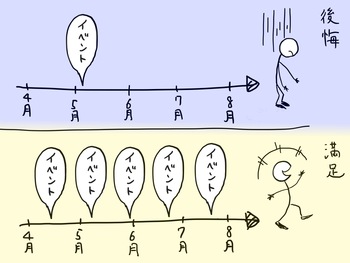 イベント
後悔
4月 5月 6月 7月 8月
イベント イベント イベント イベント イベント
満足
4月 5月 6月 7月 8月